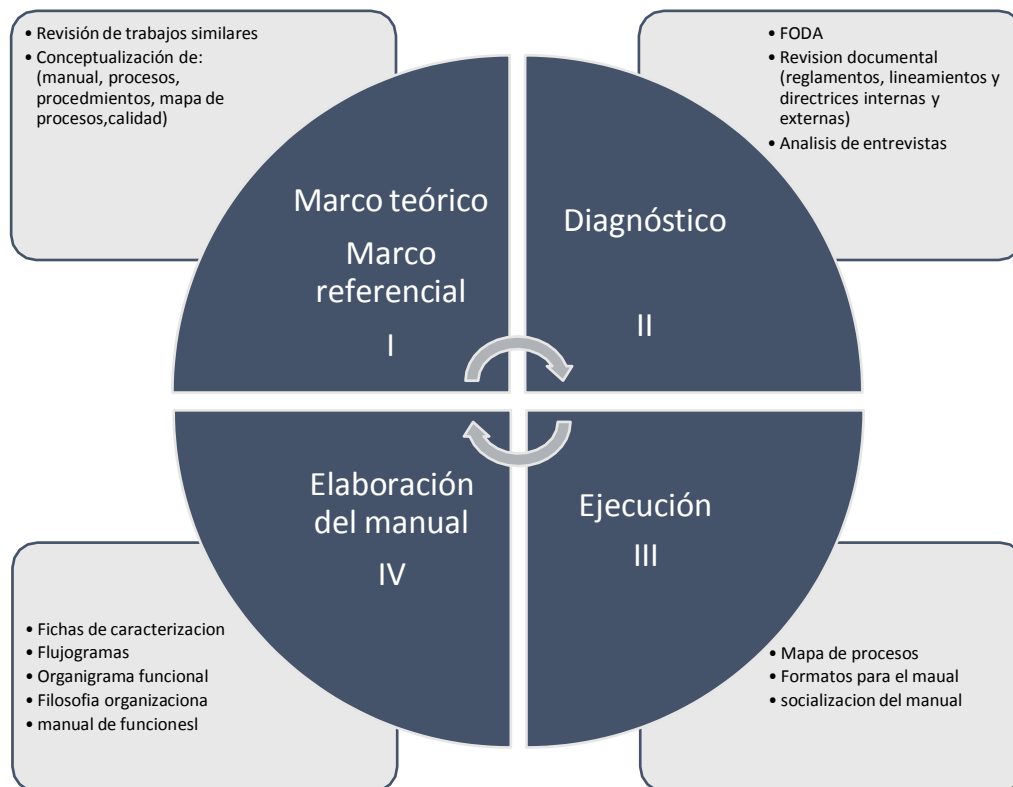 • Revisión de trabajos similares
• Conceptualización de:
(manual, procesos,
procedmientos, mapa de
procesos,calidad)
• FODA
• Revision documental
(reglamentos, lineamientos y
directrices internas y
externas)
• Analisis de entrevistas
Marco teórico
Marco
referencial
I
Diagnóstico
II
Elaboración
del manual
IV
Ejecución
III
• Fichas de caracterizacion
• Flujogramas
• Organigrama funcional
• Filosofia organizaciona
• manual de funcionesl
• Mapa de procesos
• Formatos para el maual
• socializacion del manual